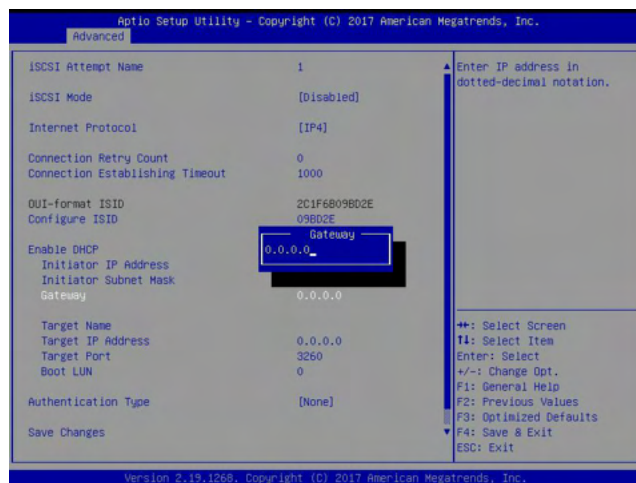 Aptio Setup Utility - Copyright (C) 2017 American Megatrends, Inc.
Advanced
iSCSI Attempt Name 1
iSCSI Mode [Disabled]
Internet Protocol [IP4]
Connection Retry Count 0
Connection Establishing Timeout 1000
OUI-format ISID 2C1F6B09BD2E
Configure ISID 09BD2E
Enable DHCP
Initiator IP Address
Initiator Subnet Mask
Gateway 0.0.0.0
Gateway
0.0.0.0_
Target Name
Target IP Address 0.0.0.0
Target Port 3260
Boot LUN 0
Authentication Type [None]
Save Changes
Enter IP address in
dotted-decimal notation.
→←: Select Screen
↑↓: Select Item
Enter: Select
+/-: Change Opt.
F1: General Help
F2: Previous Values
F3: Optimized Defaults
F4: Save & Exit
ESC: Exit
Version 2.19.1268. Copyright (C) 2017 American Megatrends, Inc.